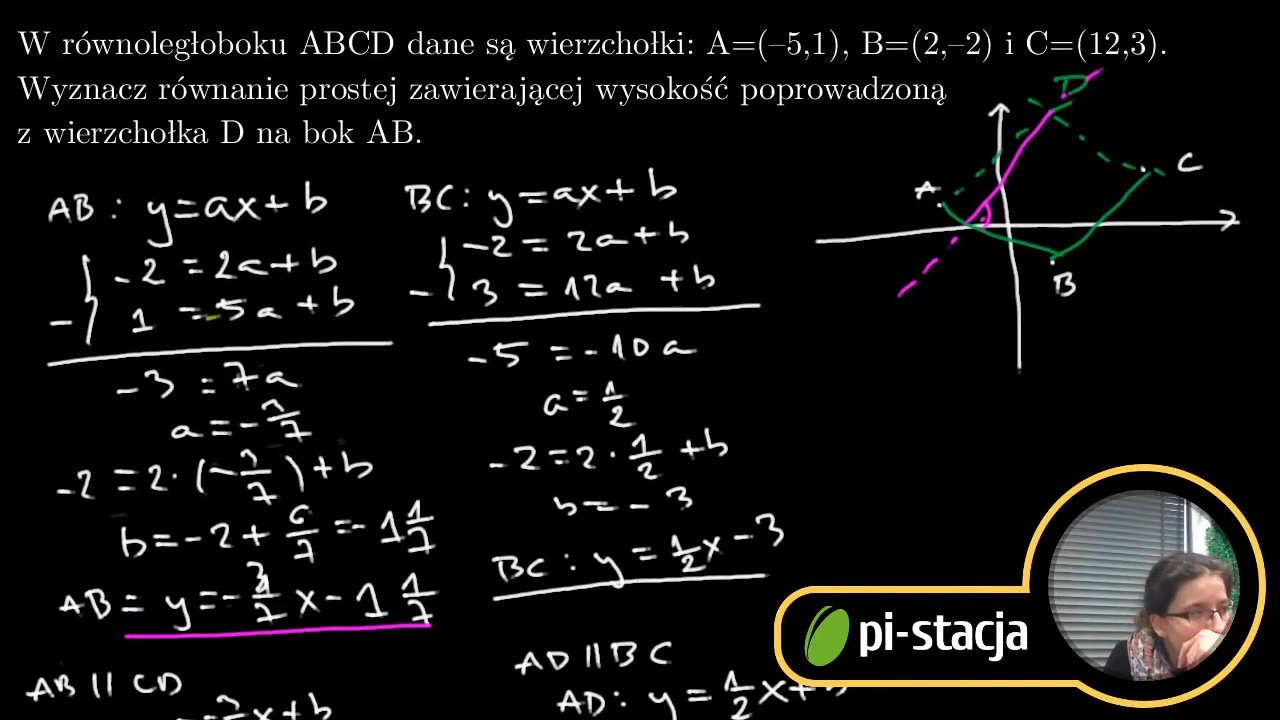 W równoległoboku ABCD dane są wierzchołki: A=(–5,1), B=(2,–2) i C=(12,3).
Wyznacz równanie prostej zawierającej wysokość poprowadzoną
z wierzchołka D na bok AB.
AB: y=ax+b
-2 = 2a+b
- 1 = -5a+b
-3 = 7a
a = -3/7
-2 = 2·(-3/7)+b
b = -2 + 6/7 = -1 1/7
AB = y = -3/7 x - 1 1/7
AB || CD
BC: y=ax+b
-2 = 2a+b
- 3 = 12a + b
-5 = -10a
a = 1/2
-2 = 2·1/2 + b
b = -3
BC: y = 1/2 x - 3
AD || BC
AD: y = 1/2 x+b
D
A
C
B
pi-stacja